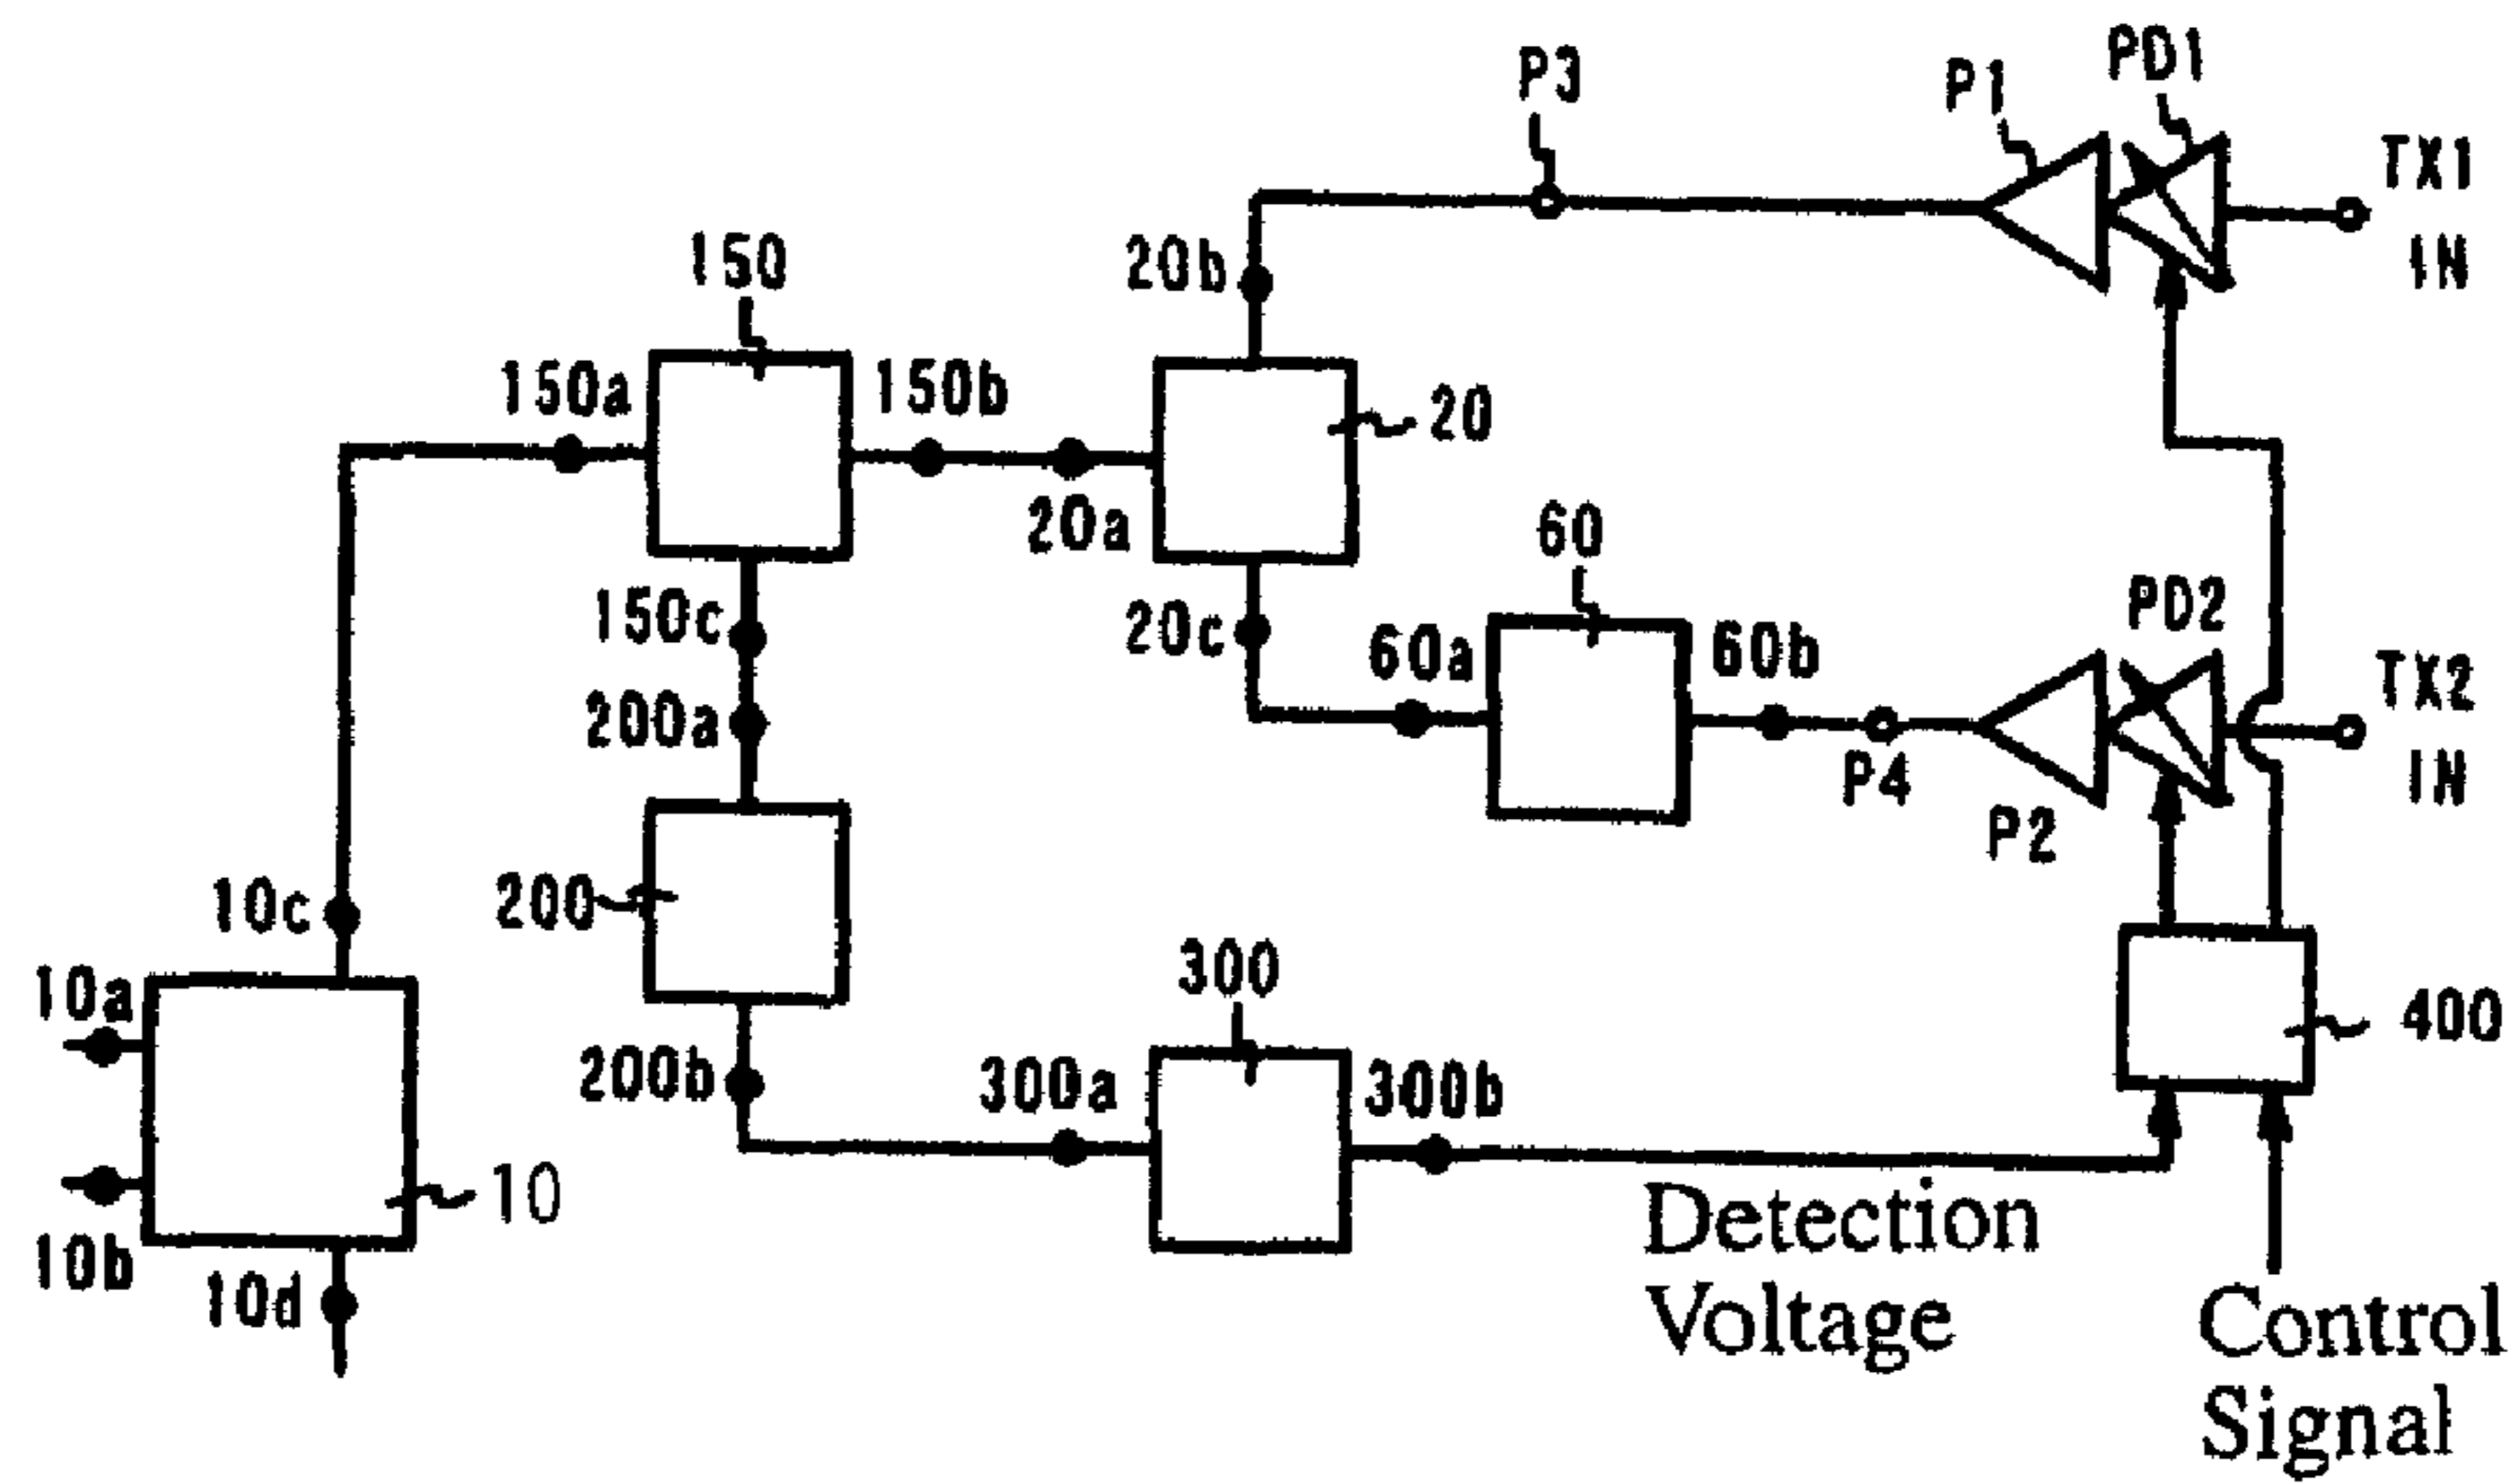 PD1
P1
P3
TX1
IN
150
20b
150a
150b
20
20a
60
150c
20c
60a
60b
PD2
TX2
IN
200a
P4
P2
200
10c
300
10a
400
200b
300a
300b
10
Detection
Voltage
10b
10d
Control
Signal